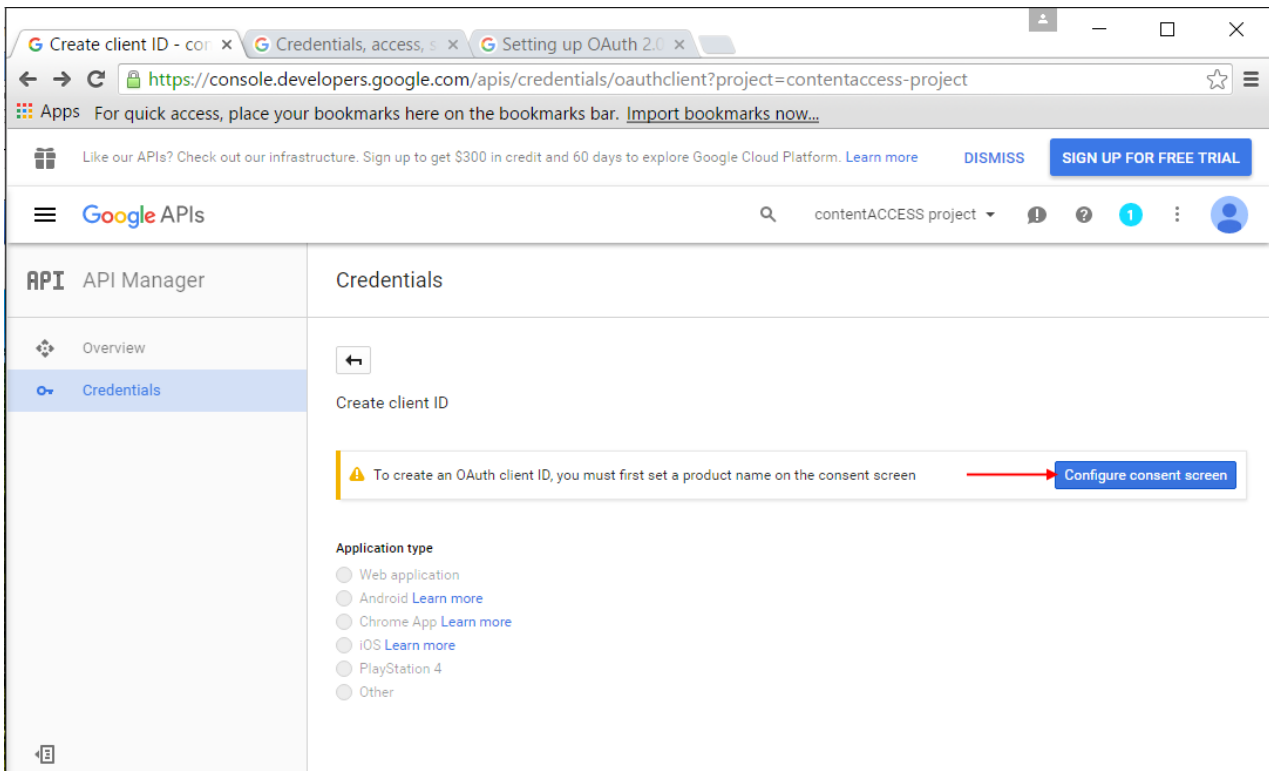 Create client ID - con
Credentials, access, s
Setting up OAuth 2.0
https://console.developers.google.com/apis/credentials/oauthclient?project=contentaccess-project
Apps For quick access, place your bookmarks here on the bookmarks bar. Import bookmarks now...
Like our APIs? Check out our infrastructure. Sign up to get $300 in credit and 60 days to explore Google Cloud Platform. Learn more DISMISS SIGN UP FOR FREE TRIAL
Google APIs contentACCESS project 1
API API Manager
Credentials
Overview
Credentials
Create client ID
To create an OAuth client ID, you must first set a product name on the consent screen Configure consent screen
Application type
Web application
Android Learn more
Chrome App Learn more
iOS Learn more
PlayStation 4
Other